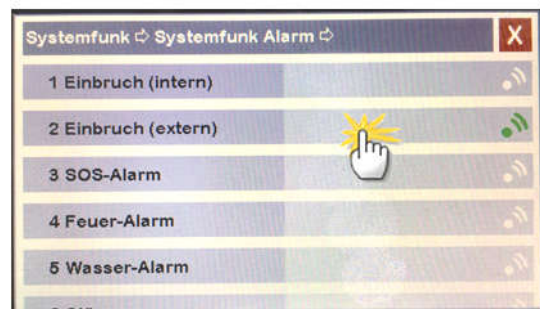 Systemfunk ⇨ Systemfunk Alarm ⇨ X
1 Einbruch (intern)
2 Einbruch (extern)
3 SOS-Alarm
4 Feuer-Alarm
5 Wasser-Alarm